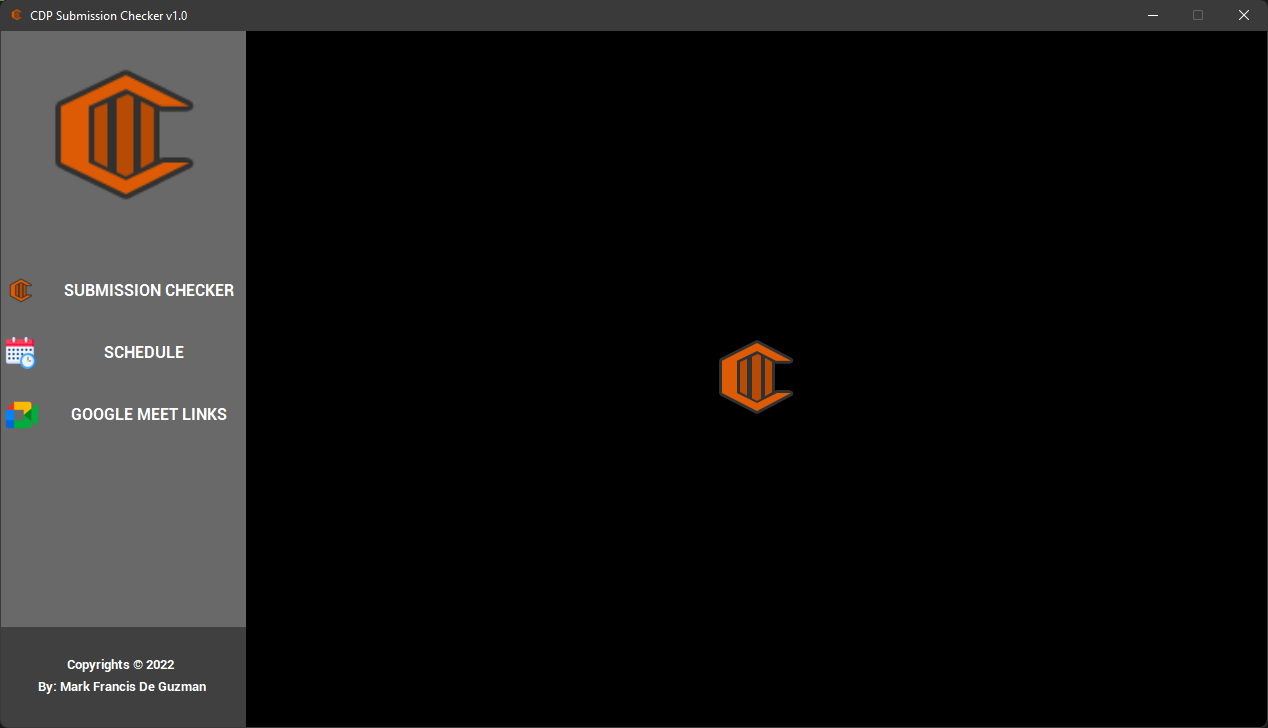 CDP Submission Checker v1.0
SUBMISSION CHECKER
SCHEDULE
GOOGLE MEET LINKS
Copyrights © 2022
By: Mark Francis De Guzman